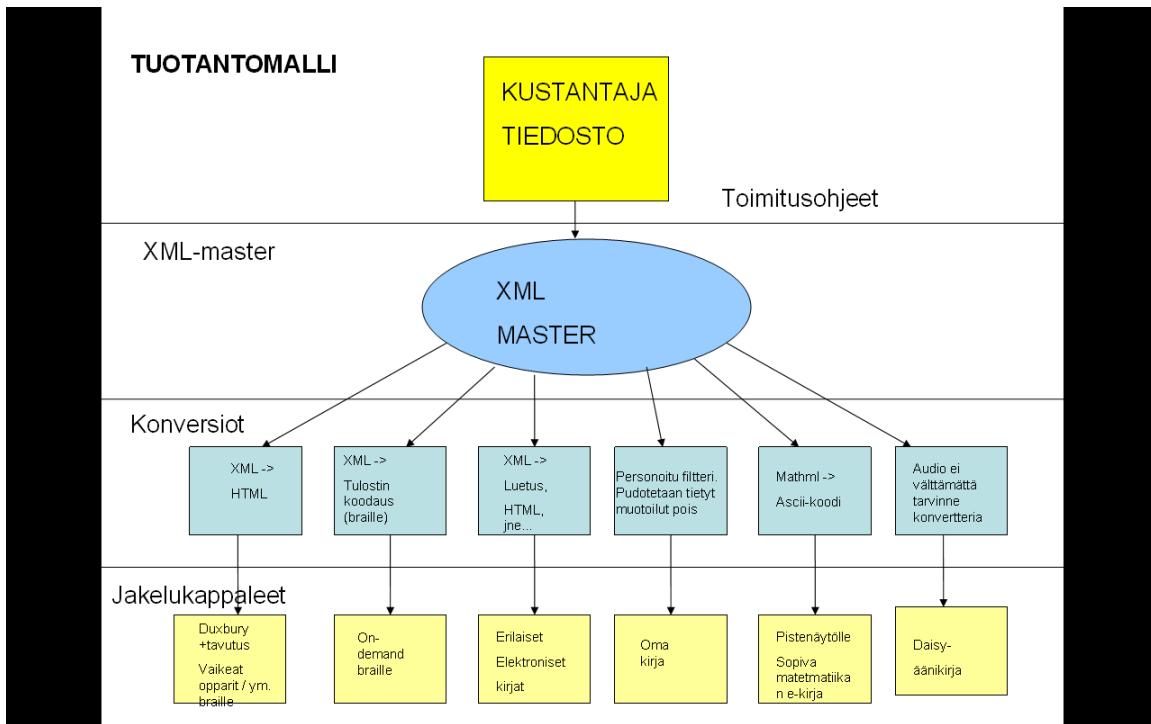 TUOTANTOMALLI
KUSTANTAJA
TIEDOSTO
Toimitusohjeet
XML-master
XML
MASTER
Konversiot
XML ->
HTML
XML ->
Tulostin
koodaus
(braille)
XML ->
Luetus,
HTML,
jne...
Personoitu filtteri.
Pudotetaan tietyt
muotoilut pois
Mathml ->
Ascii-koodi
Audio ei
välttämättä
tarvinne
konvertteria
Jakelukappaleet
Duxbury
+tavutus
Vaikeat
opparit / ym.
braille
On-
demand
braille
Erilaiset
Elektroniset
kirjat
Oma
kirja
Pistenäytölle
Sopiva
matetmatiika
n e-kirja
Daisy-
äänikirja